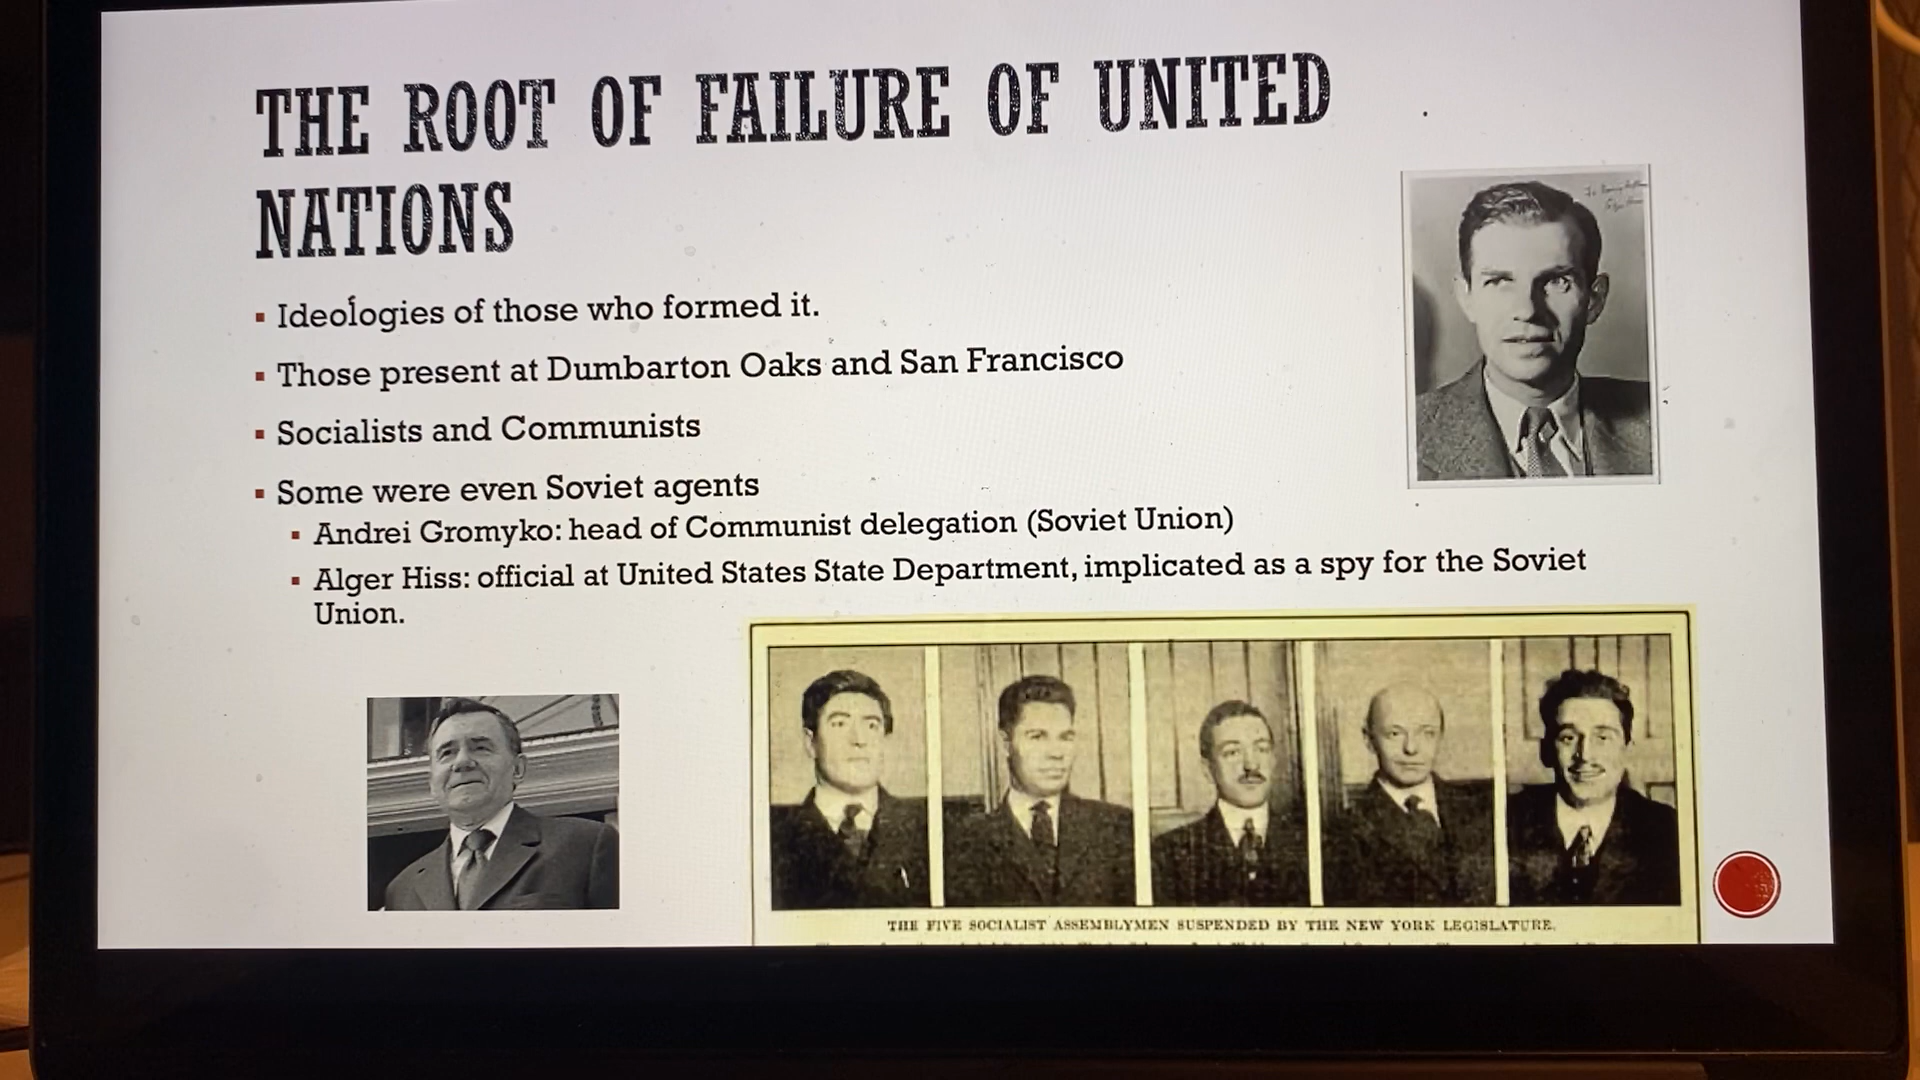 THE ROOT OF FAILURE OF UNITED
NATIONS
Ideologies of those who formed it.
Those present at Dumbarton Oaks and San Francisco
Socialists and Communists
Some were even Soviet agents
Andrei Gromyko: head of Communist delegation (Soviet Union)
Alger Hiss: official at United States State Department, implicated as a spy for the Soviet
Union.
THE FIVE SOCIALIST ASSEMBLYMEN SUSPENDED BY THE NEW YORK LEGISLATURE.